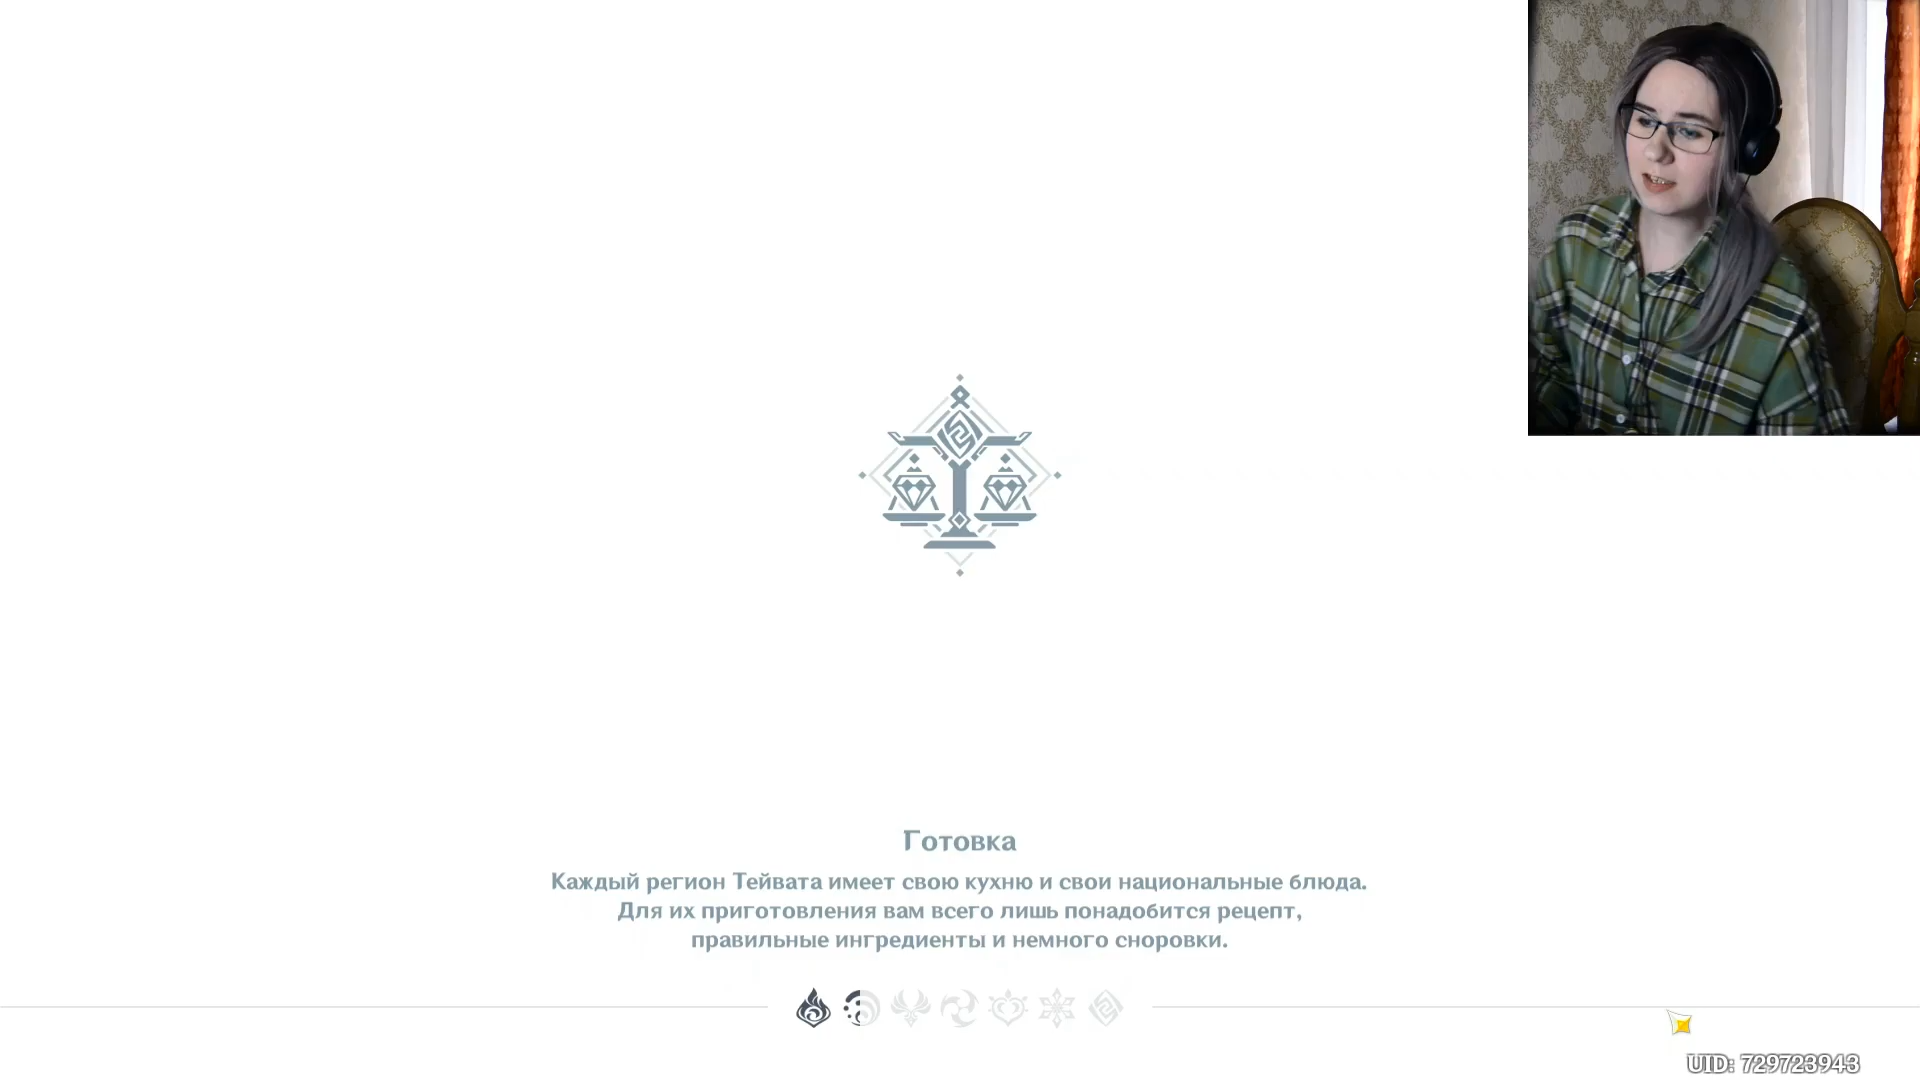 Готовка
Каждый регион Тейвата имеет свою кухню и свои национальные блюда.
Для их приготовления вам всего лишь понадобится рецепт,
правильные ингредиенты и немного сноровки.
UID: 729723943